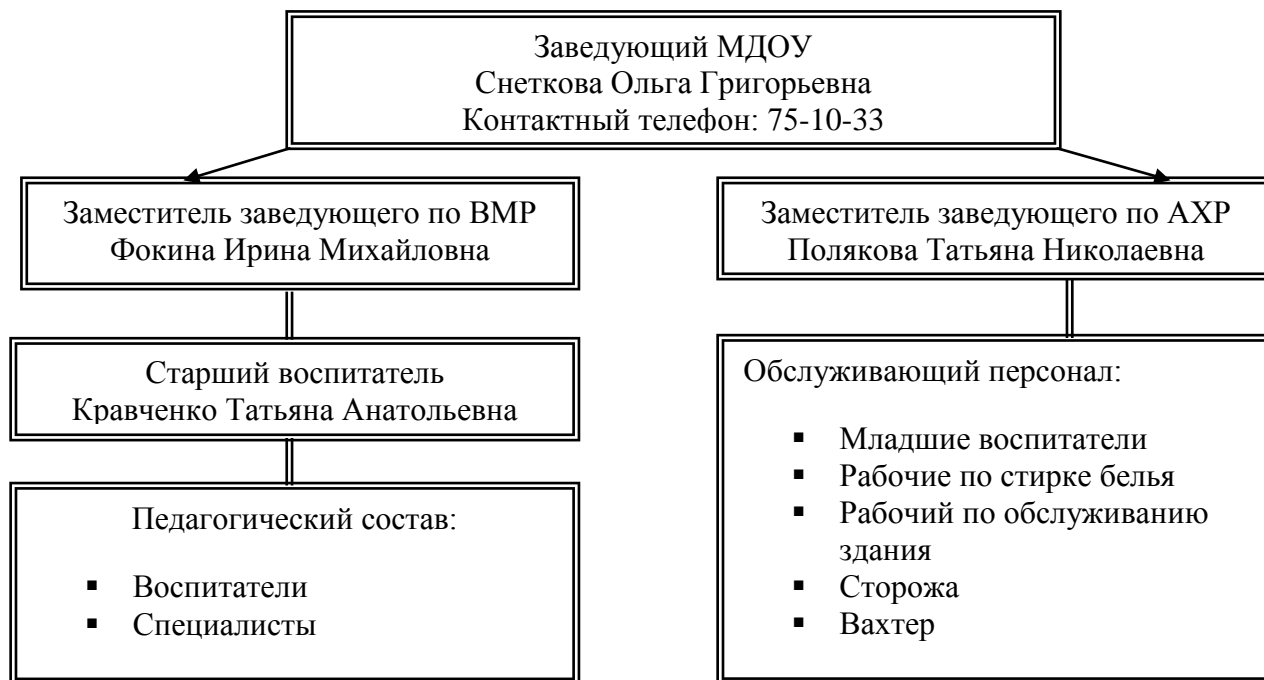 Заведующий МДОУ
Снеткова Ольга Григорьевна
Контактный телефон: 75-10-33
Заместитель заведующего по ВМР
Фокина Ирина Михайловна
Заместитель заведующего по АХР
Полякова Татьяна Николаевна
Старший воспитатель
Кравченко Татьяна Анатольевна
Педагогический состав:
▪ Воспитатели
▪ Специалисты
Обслуживающий персонал:
▪ Младшие воспитатели
▪ Рабочие по стирке белья
▪ Рабочий по обслуживанию
здания
▪ Сторожа
▪ Вахтер